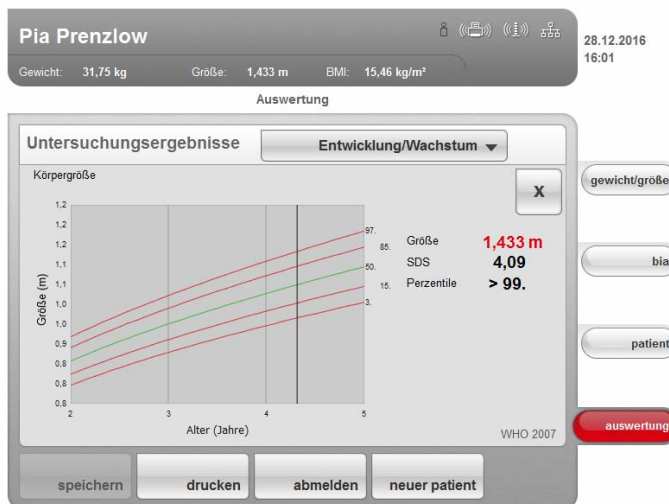 Pia Prenzlow
Gewicht: 31,75 kg Größe: 1,433 m BMI: 15,46 kg/m²
28.12.2016
16:01
Auswertung
Untersuchungsergebnisse
Entwicklung/Wachstum
Körpergröße
X
1,2
1,2
1,2
1,1
1,1
1,0
1,0
0,9
0,9
0,8
0,8
Größe (m)
97.
85.
50.
15.
3.
2 3 4 5
Alter (Jahre)
Größe 1,433 m
SDS 4,09
Perzentile > 99.
WHO 2007
gewicht/größe
bia
patient
auswertung
speichern
drucken
abmelden
neuer patient